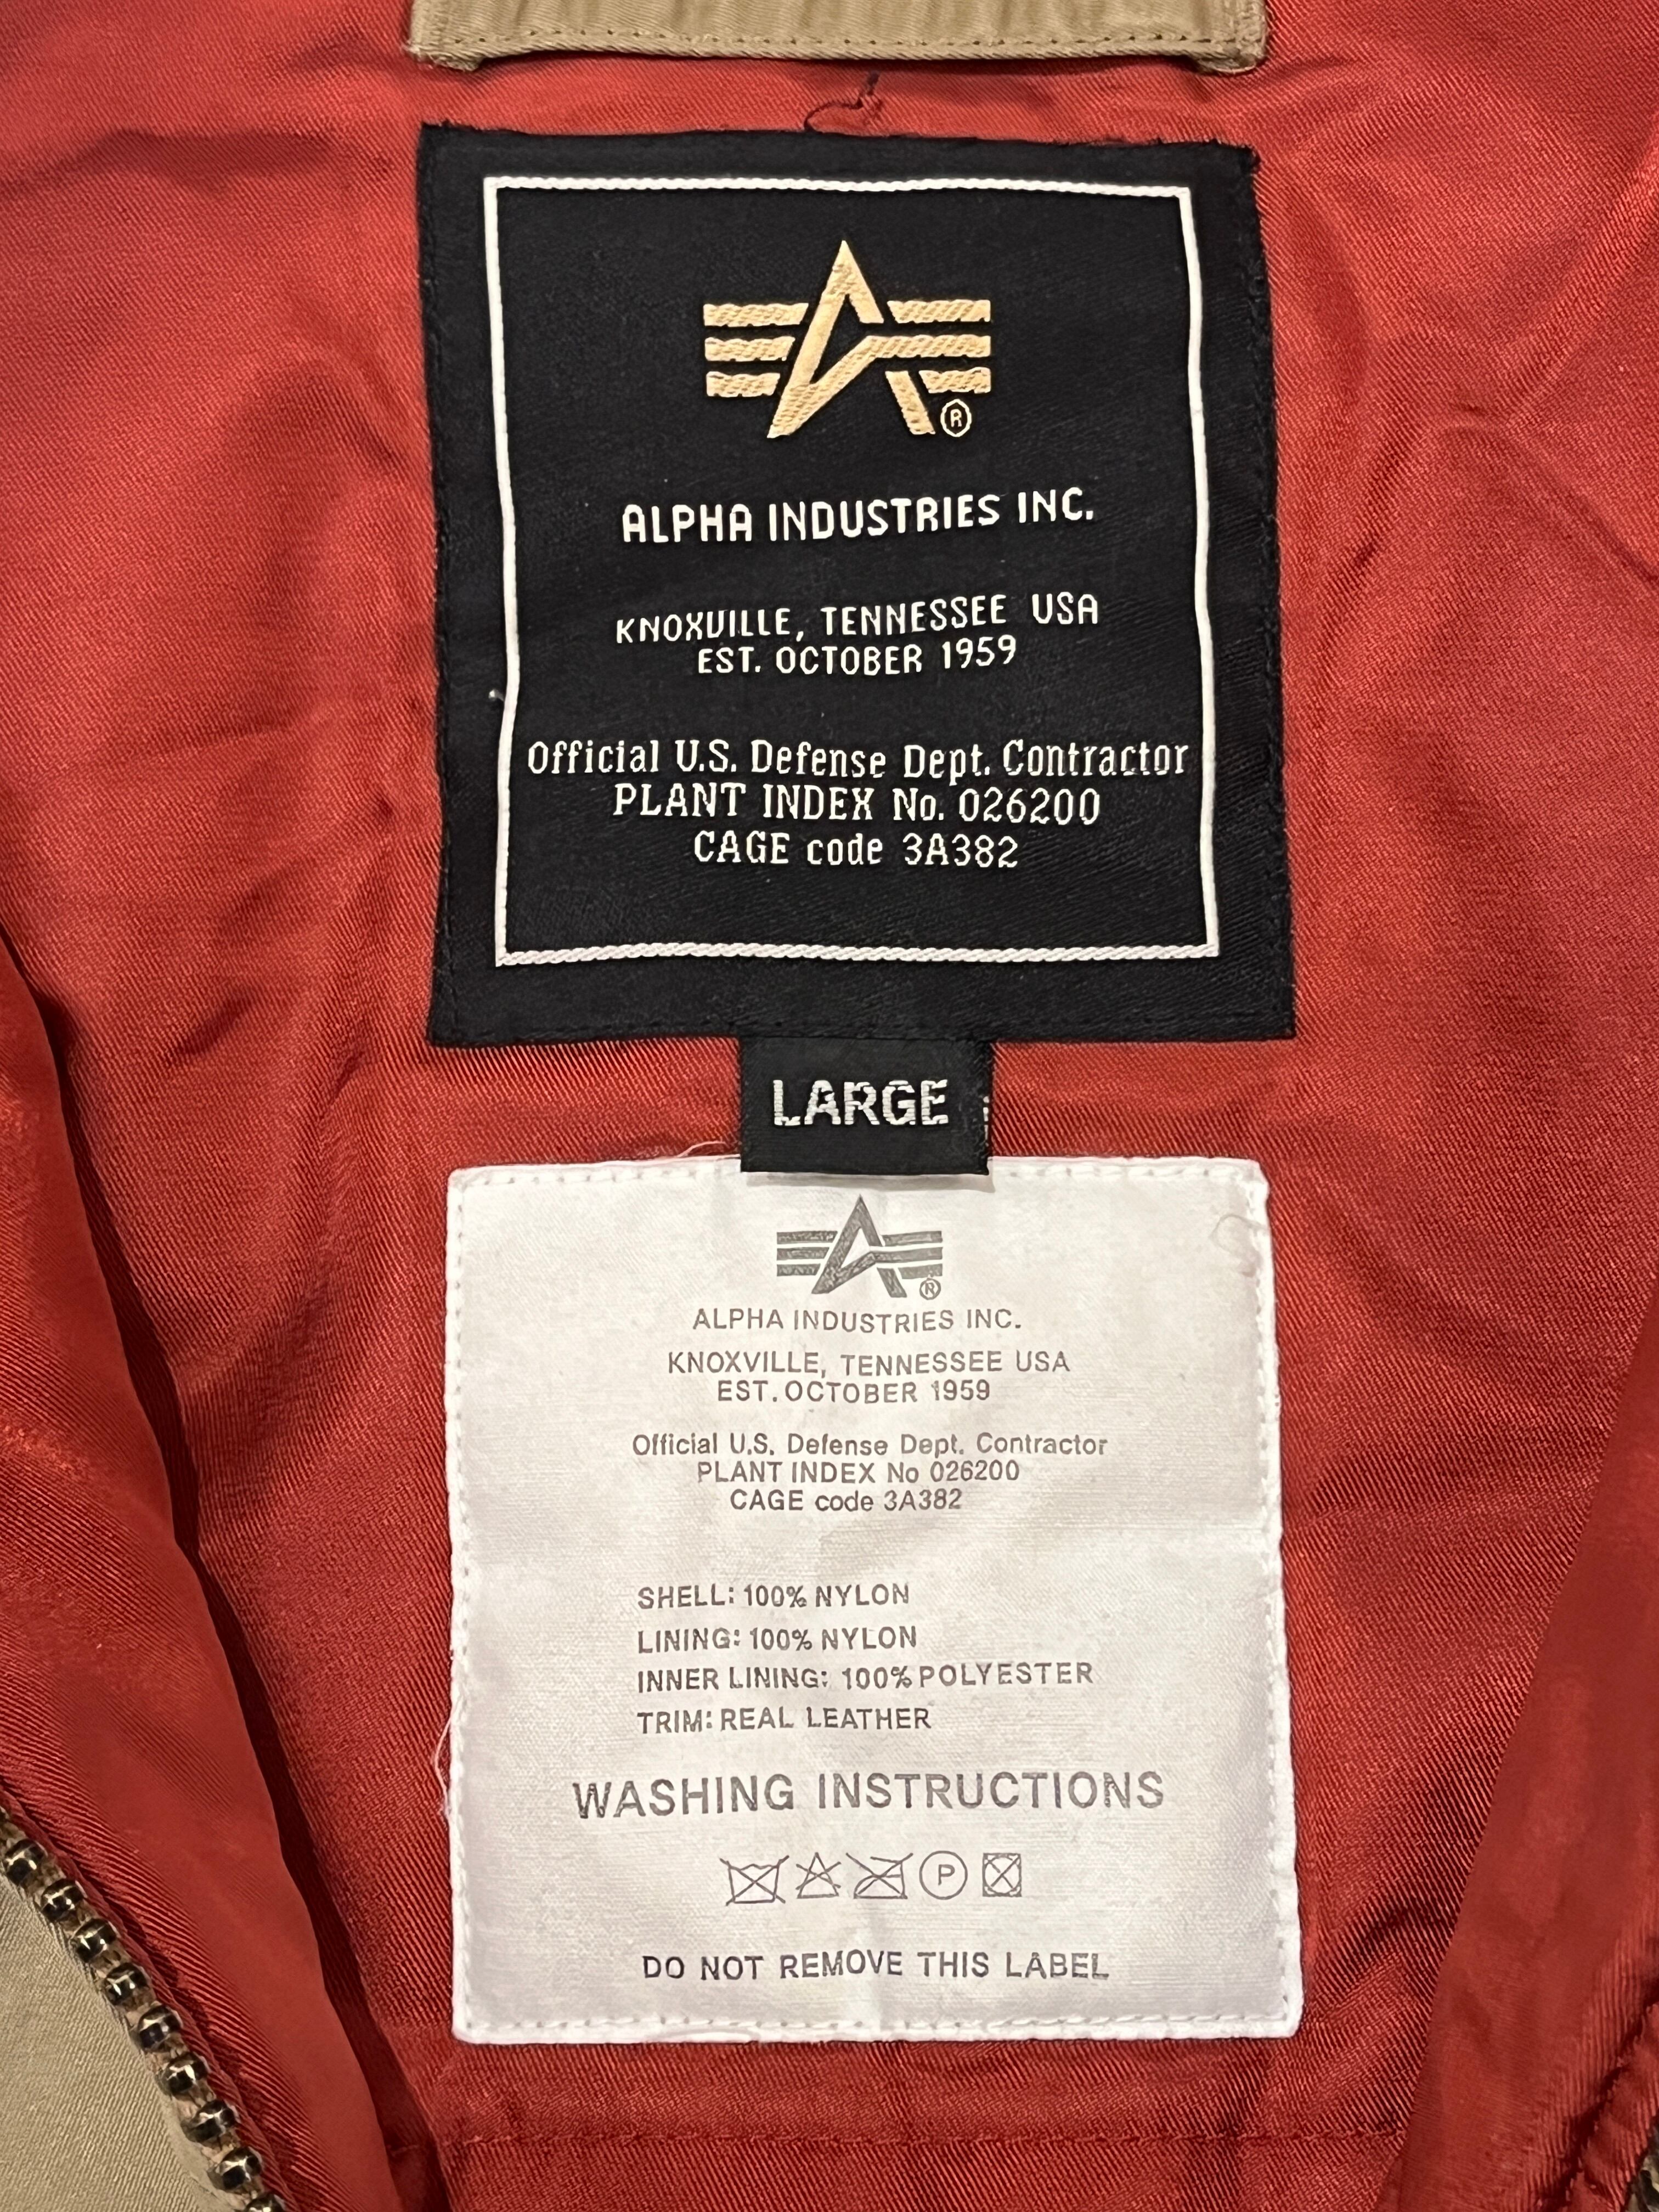 ®
ALPHA INDUSTRIES INC.
KNOXVILLE, TENNESSEE USA
EST. OCTOBER 1959
Official U.S. Defense Dept. Contractor
PLANT INDEX No. 026200
CAGE code 3A382
LARGE
®
ALPHA INDUSTRIES INC.
KNOXVILLE, TENNESSEE USA
EST. OCTOBER 1959
Official U.S. Defense Dept. Contractor
PLANT INDEX No 026200
CAGE code 3A382
SHELL: 100% NYLON
LINING: 100% NYLON
INNER LINING: 100% POLYESTER
TRIM: REAL LEATHER
WASHING INSTRUCTIONS
P
DO NOT REMOVE THIS LABEL